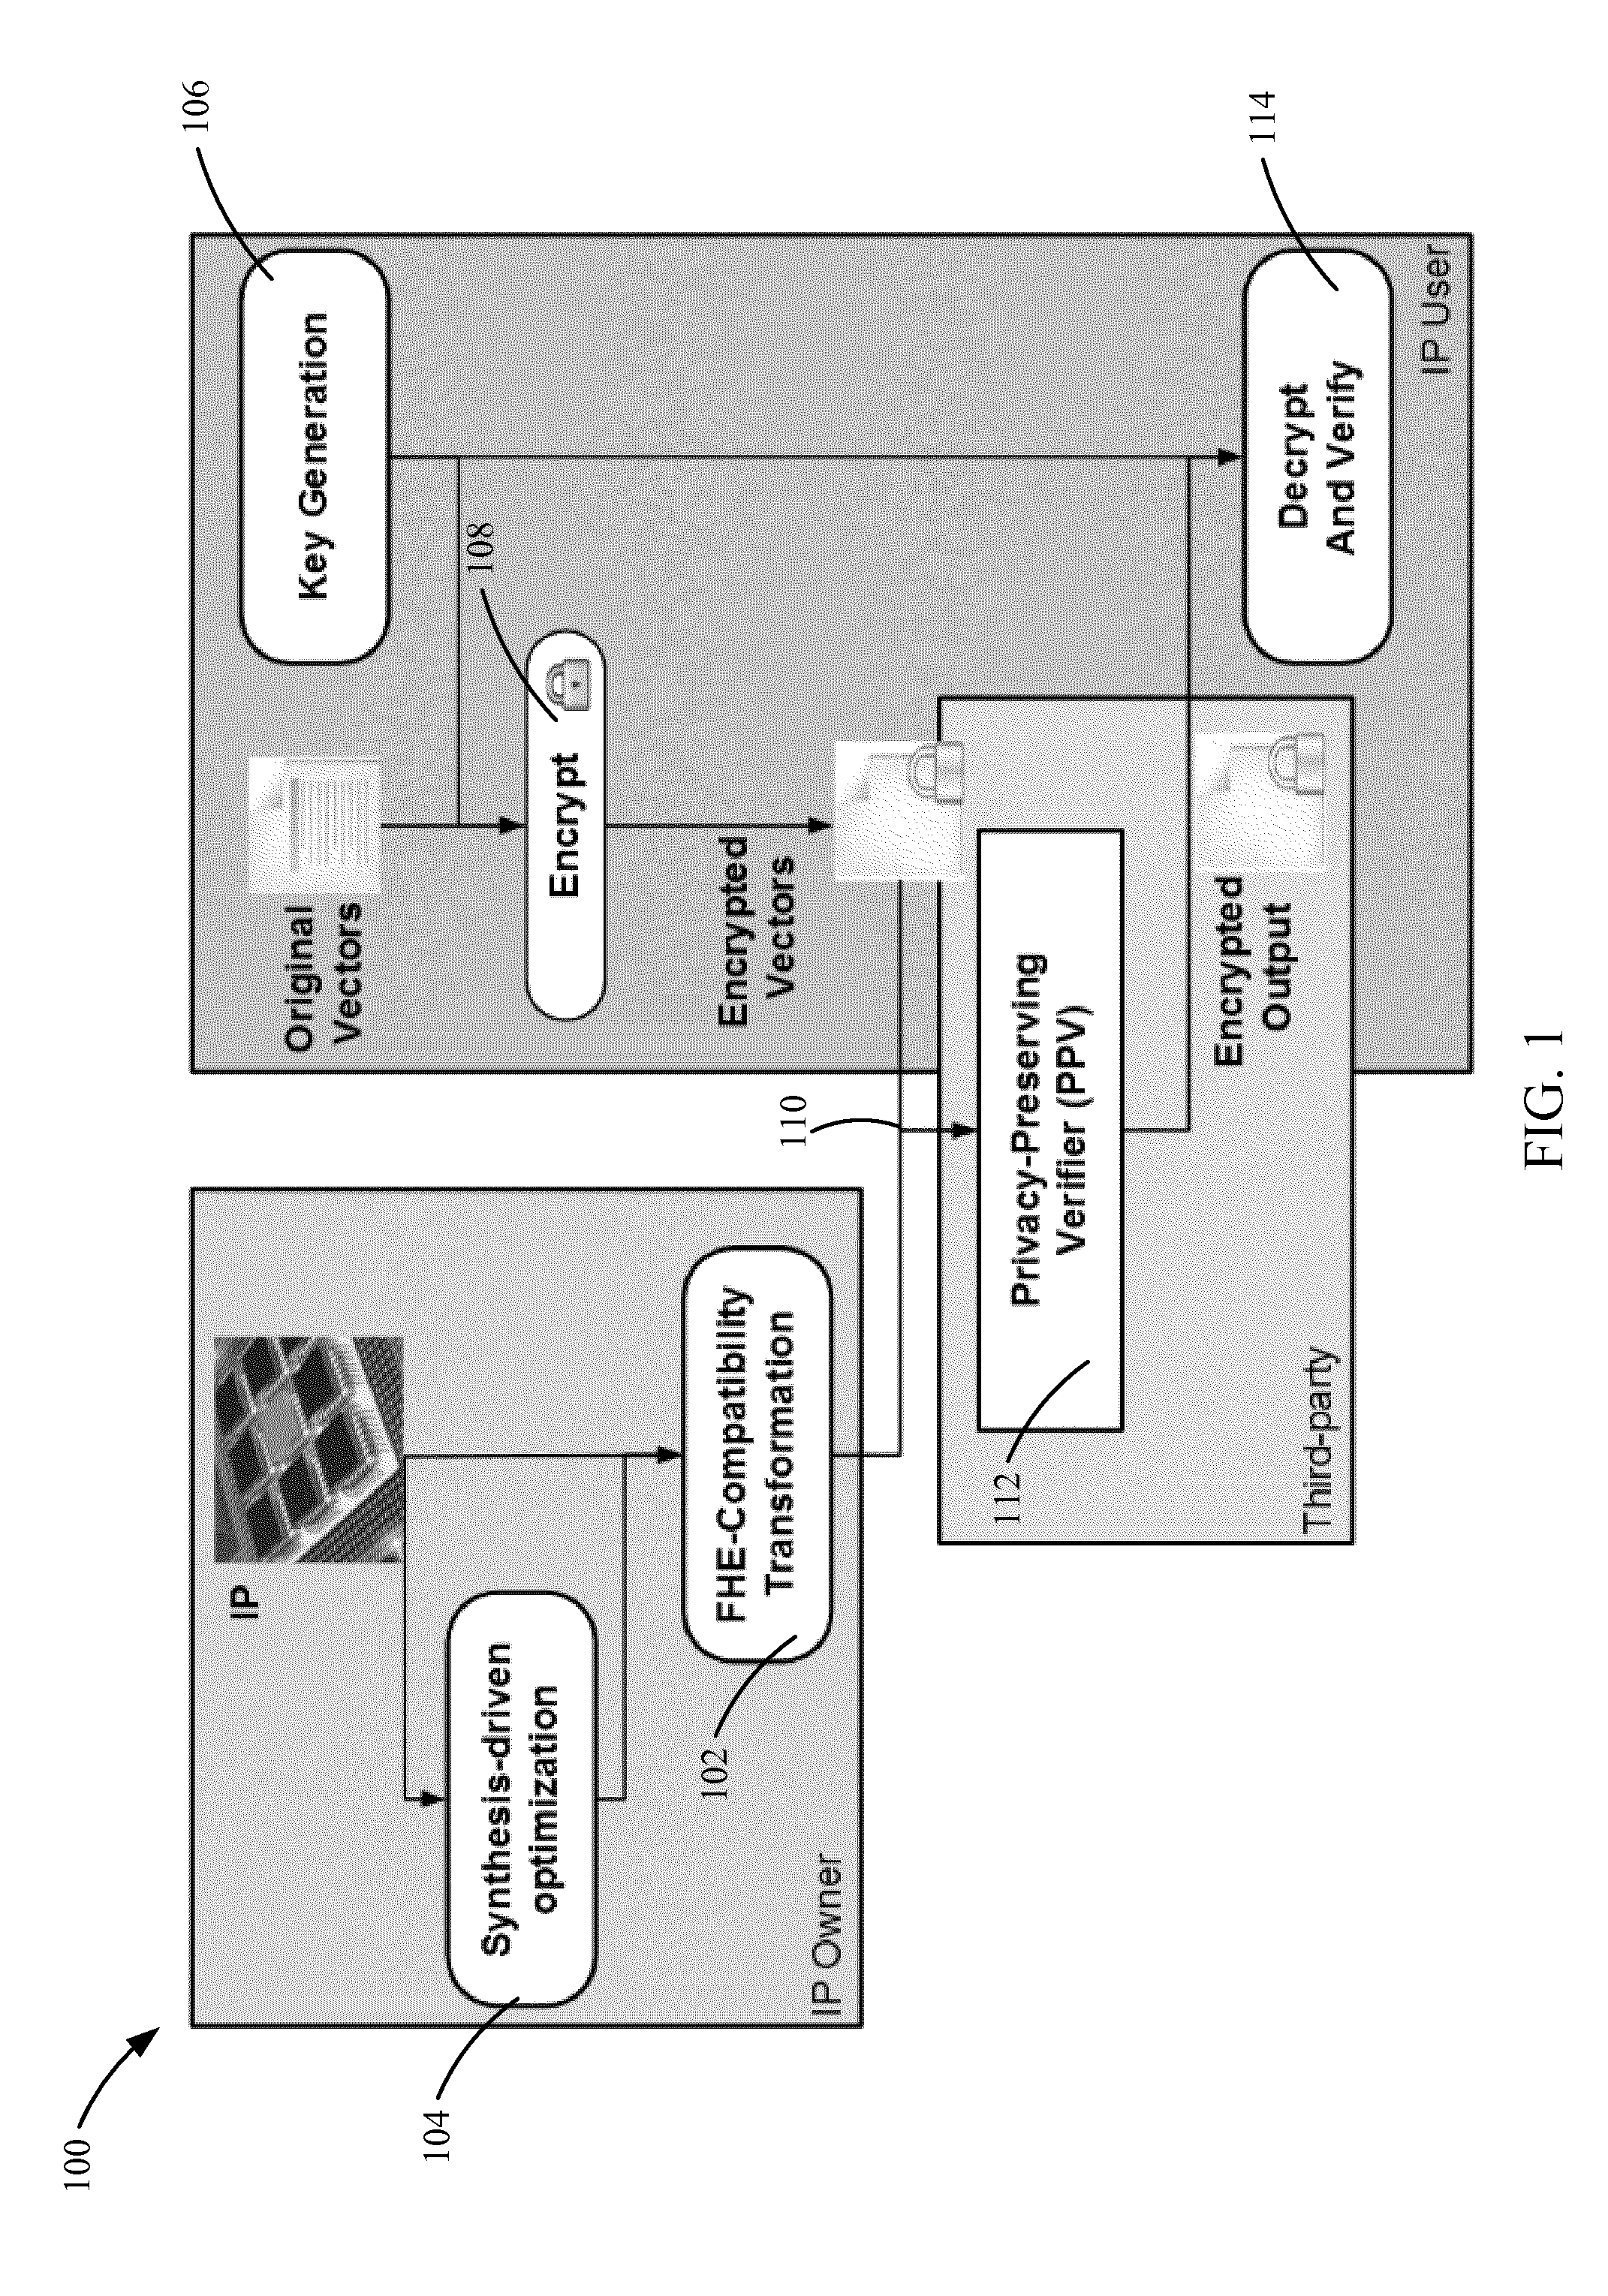 100
IP
104
Synthesis-driven
optimization
102
FHE-Compatibility
Transformation
IP Owner
Original
Vectors
106
Key Generation
108
Encrypt
Encrypted
Vectors
110
112
Privacy-Preserving
Verifier (PPV)
Encrypted
Output
Third-party
114
Decrypt
And Verify
IP User
FIG. 1